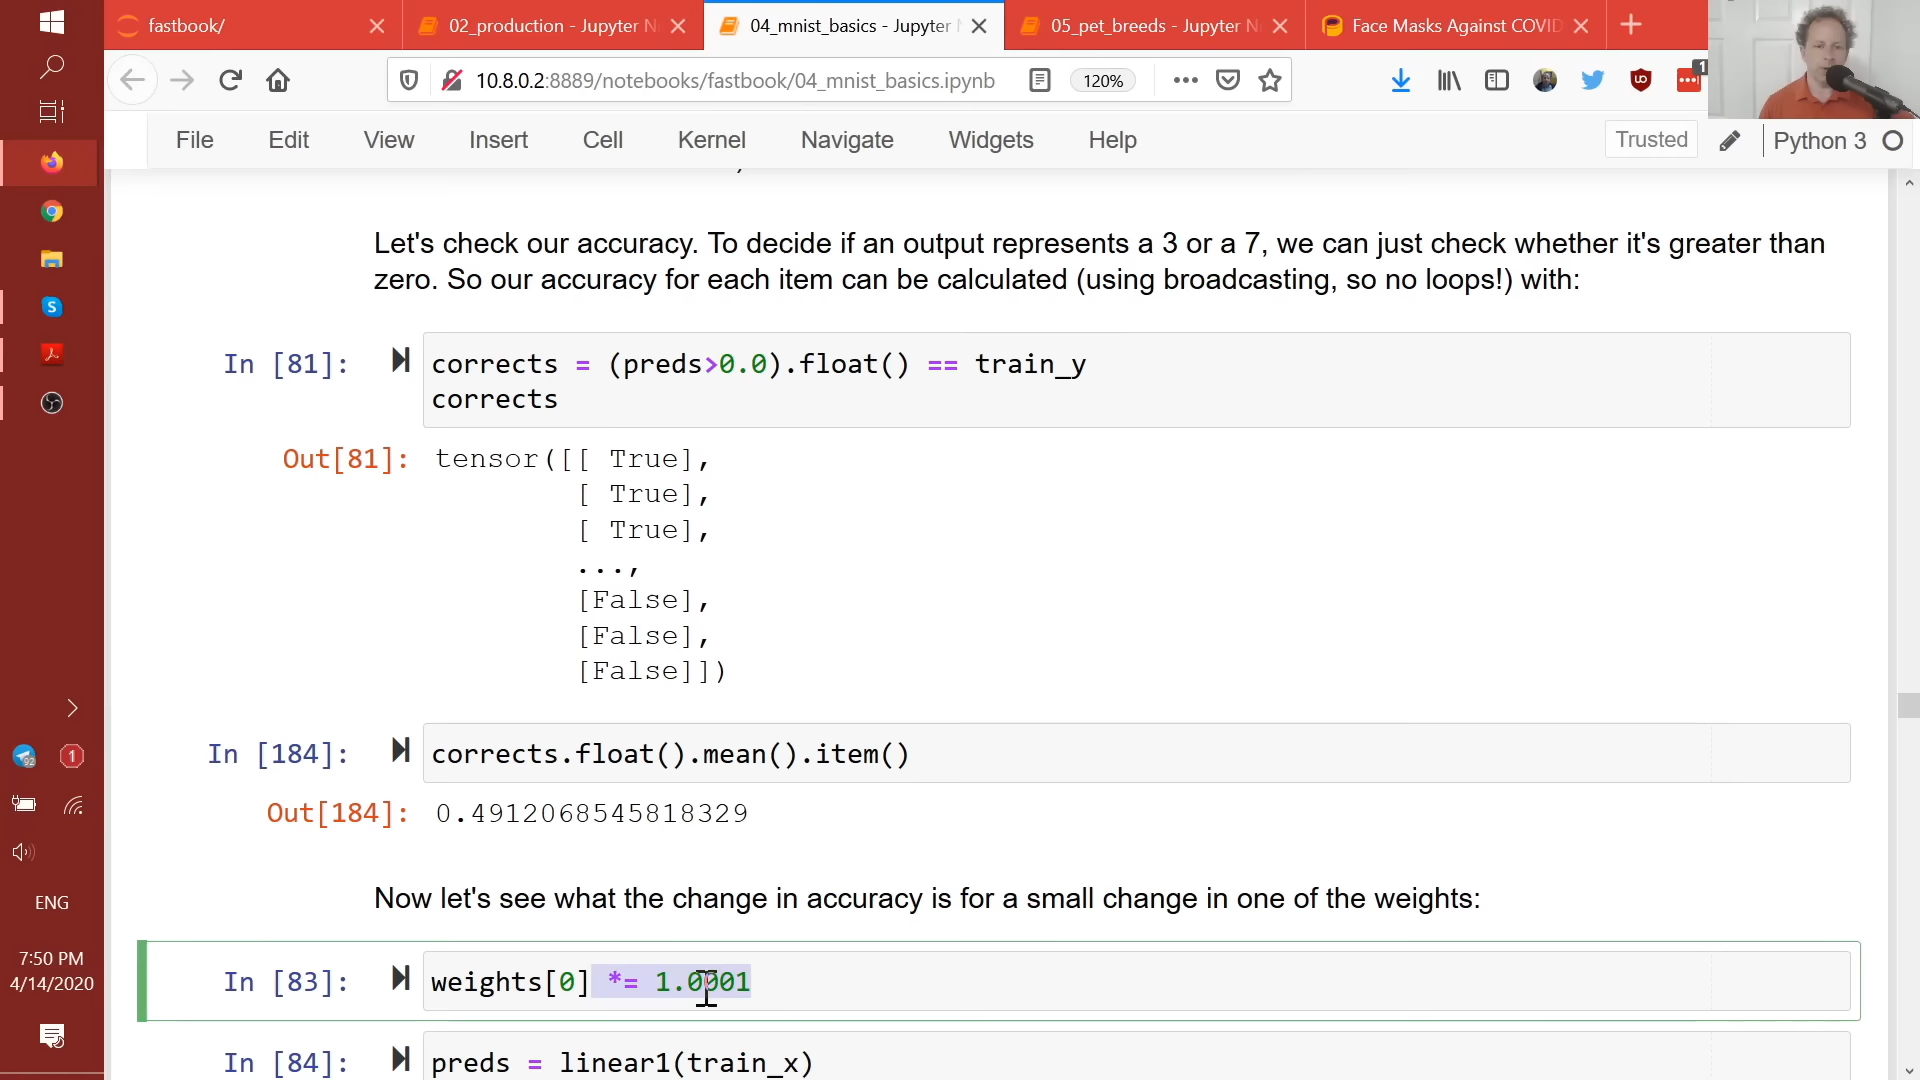 fastbook/
02_production - Jupyter N
04_mnist_basics - Jupyter N
05_pet_breeds - Jupyter N
Face Masks Against COVID
10.8.0.2:8889/notebooks/fastbook/04_mnist_basics.ipynb
120%
1
File Edit View Insert Cell Kernel Navigate Widgets Help
Trusted
Python 3
Let's check our accuracy. To decide if an output represents a 3 or a 7, we can just check whether it's greater than
zero. So our accuracy for each item can be calculated (using broadcasting, so no loops!) with:
In [81]: corrects = (preds>0.0).float() == train_y
corrects
Out[81]: tensor([[ True],
[ True],
[ True],
...,
[False],
[False],
[False]])
In [184]: corrects.float().mean().item()
Out[184]: 0.4912068545818329
Now let's see what the change in accuracy is for a small change in one of the weights:
In [83]: weights[0] *= 1.0001
In [84]: preds = linear1(train_x)
92
1
ENG
7:50 PM
4/14/2020